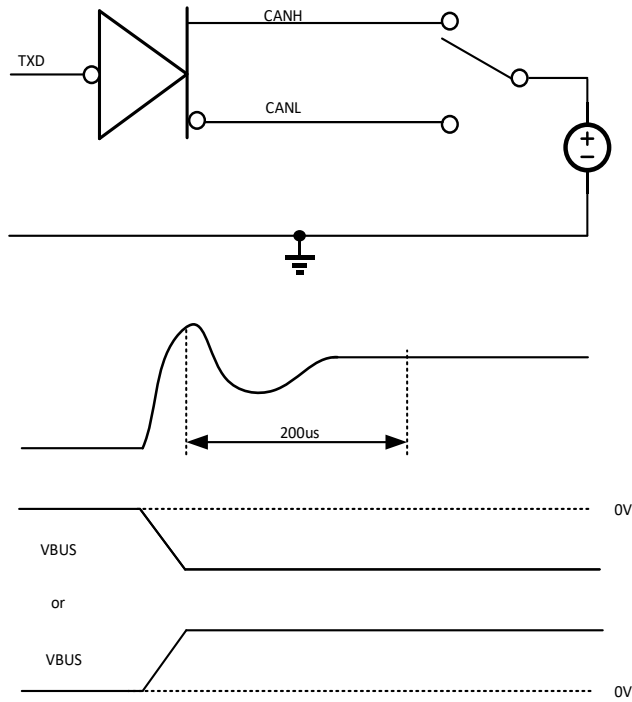 CANH
TXD
CANL
+
−
200us
0V
VBUS
or
VBUS
0V